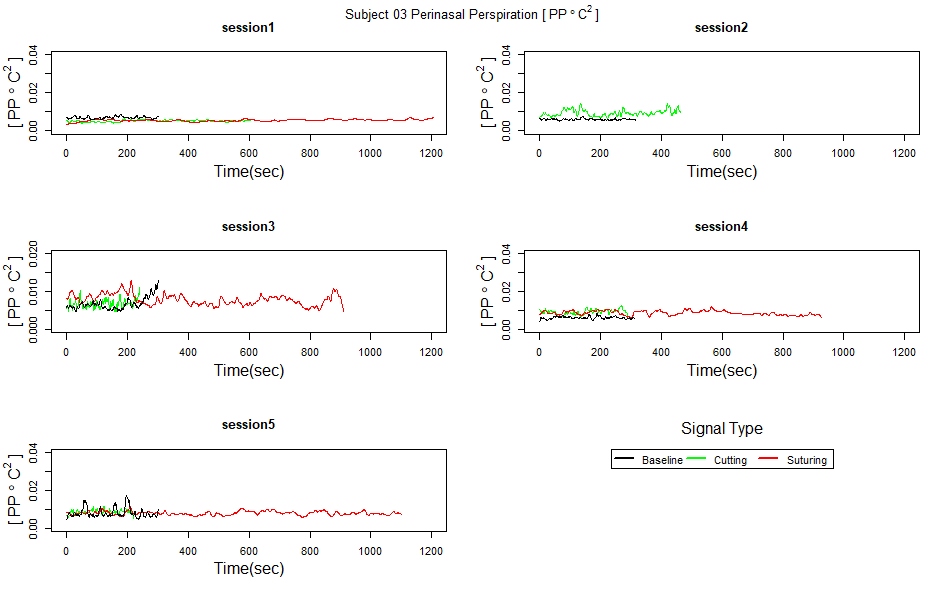 Subject 03 Perinasal Perspiration [ PP ∘ C² ]
session1
[ PP ∘ C² ]
0.00 0.02 0.04
0 200 400 600 800 1000 1200
Time(sec)
session2
[ PP ∘ C² ]
0.00 0.02 0.04
0 200 400 600 800 1000 1200
Time(sec)
session3
[ PP ∘ C² ]
0.000 0.010 0.020
0 200 400 600 800 1000 1200
Time(sec)
session4
[ PP ∘ C² ]
0.00 0.02 0.04
0 200 400 600 800 1000 1200
Time(sec)
session5
[ PP ∘ C² ]
0.00 0.02 0.04
0 200 400 600 800 1000 1200
Time(sec)
Signal Type
Baseline Cutting Suturing